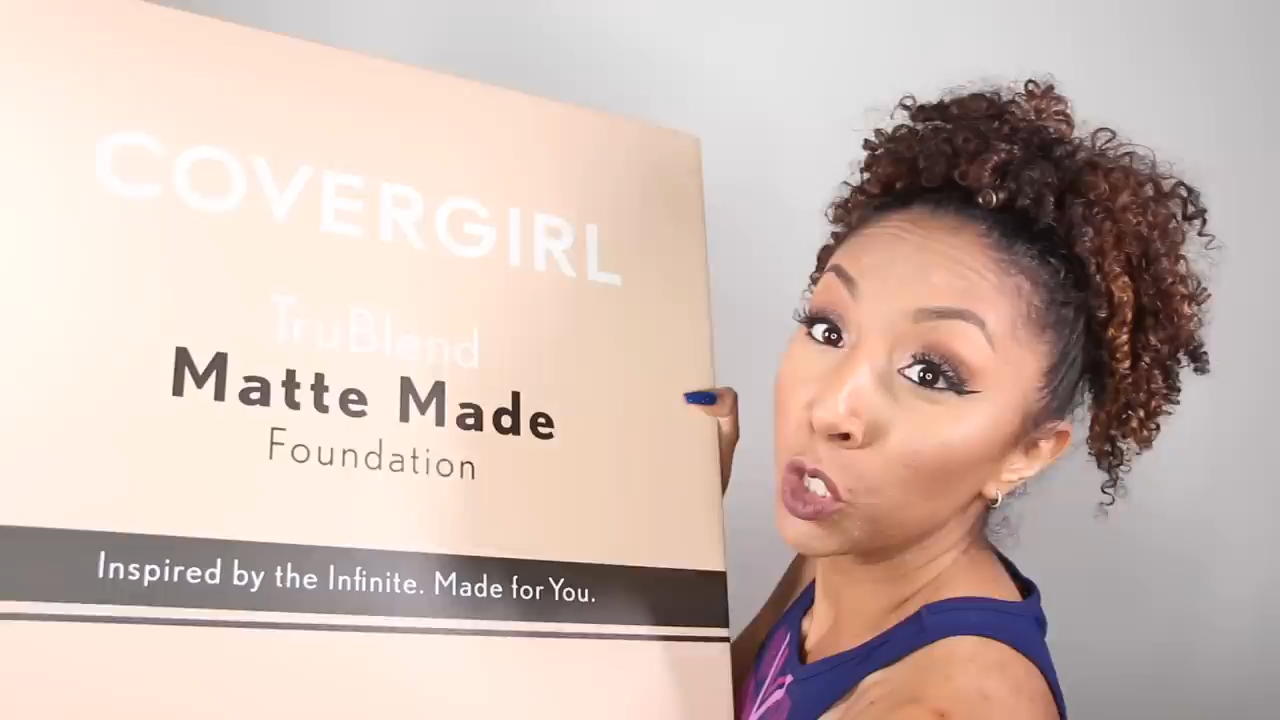 COVERGIRL
TruBlend
Matte Made
Foundation
Inspired by the Infinite. Made for You.